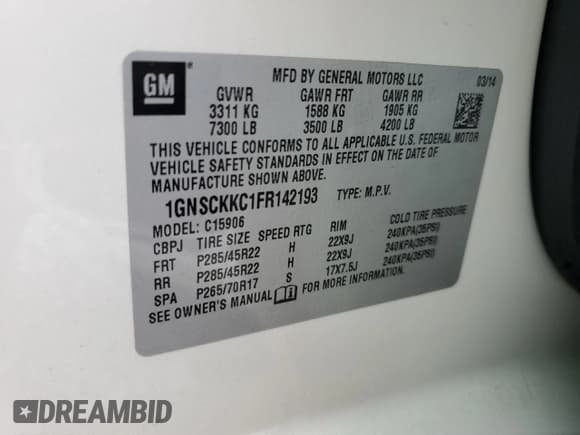 GM
MFD BY GENERAL MOTORS LLC 03/14
GVWR GAWR FRT GAWR RR
3311 KG 1588 KG 1905 KG
7300 LB 3500 LB 4200 LB
THIS VEHICLE CONFORMS TO ALL APPLICABLE U.S. FEDERAL MOTOR
VEHICLE SAFETY STANDARDS IN EFFECT ON THE DATE OF
MANUFACTURE SHOWN ABOVE.
1GNSCKKC1FR142193 TYPE: M.P.V.
MODEL: C15906
CBPJ TIRE SIZE SPEED RTG RIM COLD TIRE PRESSURE
FRT P285/45R22 H 22X9J 240KPA(35PSI)
RR P285/45R22 H 22X9J 240KPA(35PSI)
SPA P265/70R17 S 17X7.5J 240KPA(35PSI)
SEE OWNER'S MANUAL FOR MORE INFORMATION.
DREAMBID